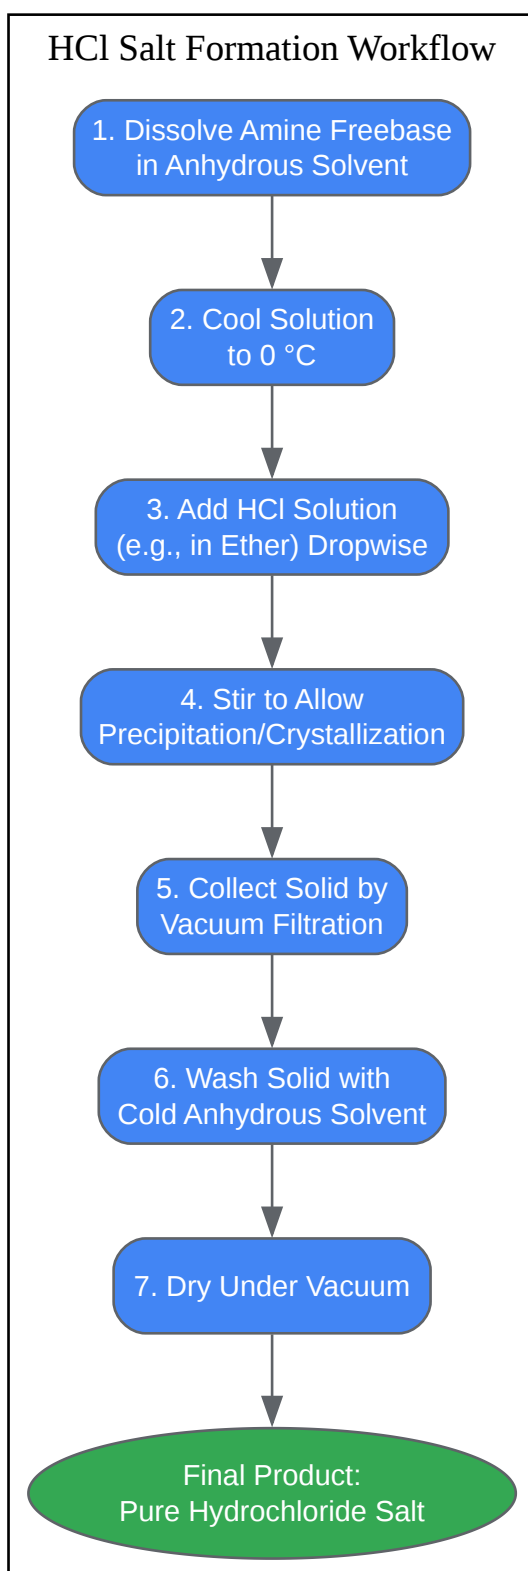 HCl Salt Formation Workflow
1. Dissolve Amine Freebase
in Anhydrous Solvent
2. Cool Solution
to 0 °C
3. Add HCl Solution
(e.g., in Ether) Dropwise
4. Stir to Allow
Precipitation/Crystallization
5. Collect Solid by
Vacuum Filtration
6. Wash Solid with
Cold Anhydrous Solvent
7. Dry Under Vacuum
Final Product:
Pure Hydrochloride Salt